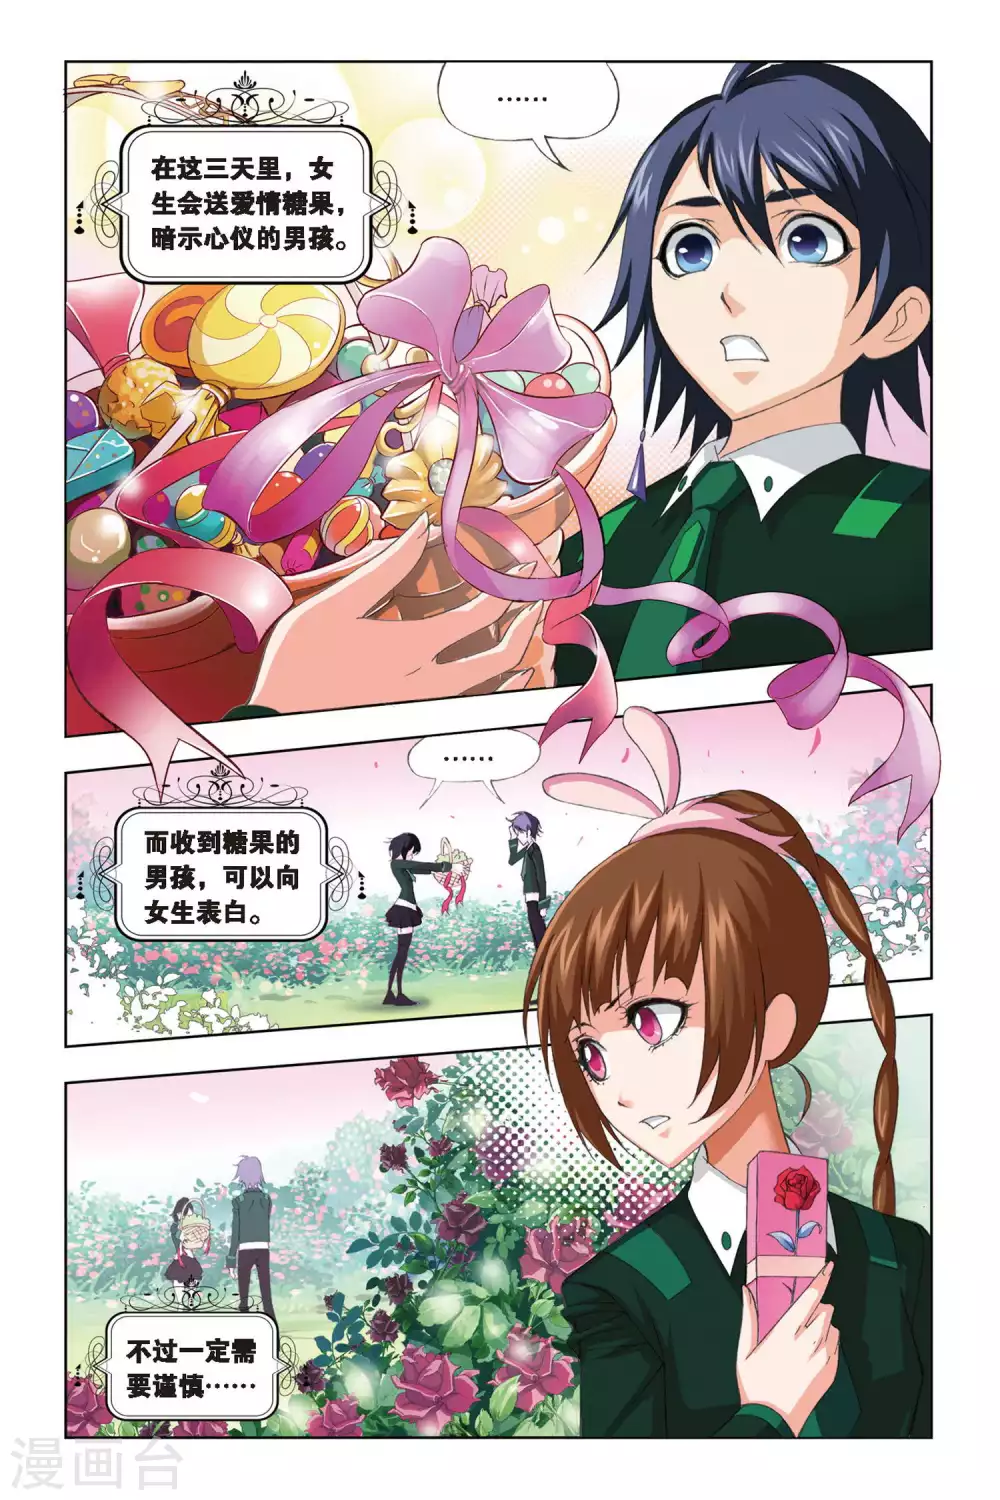 ……
在这三天里，女
生会送爱情糖果，
暗示心仪的男孩。
……
而收到糖果的
男孩，可以向
女生表白。
不过一定需
要谨慎……
漫画台